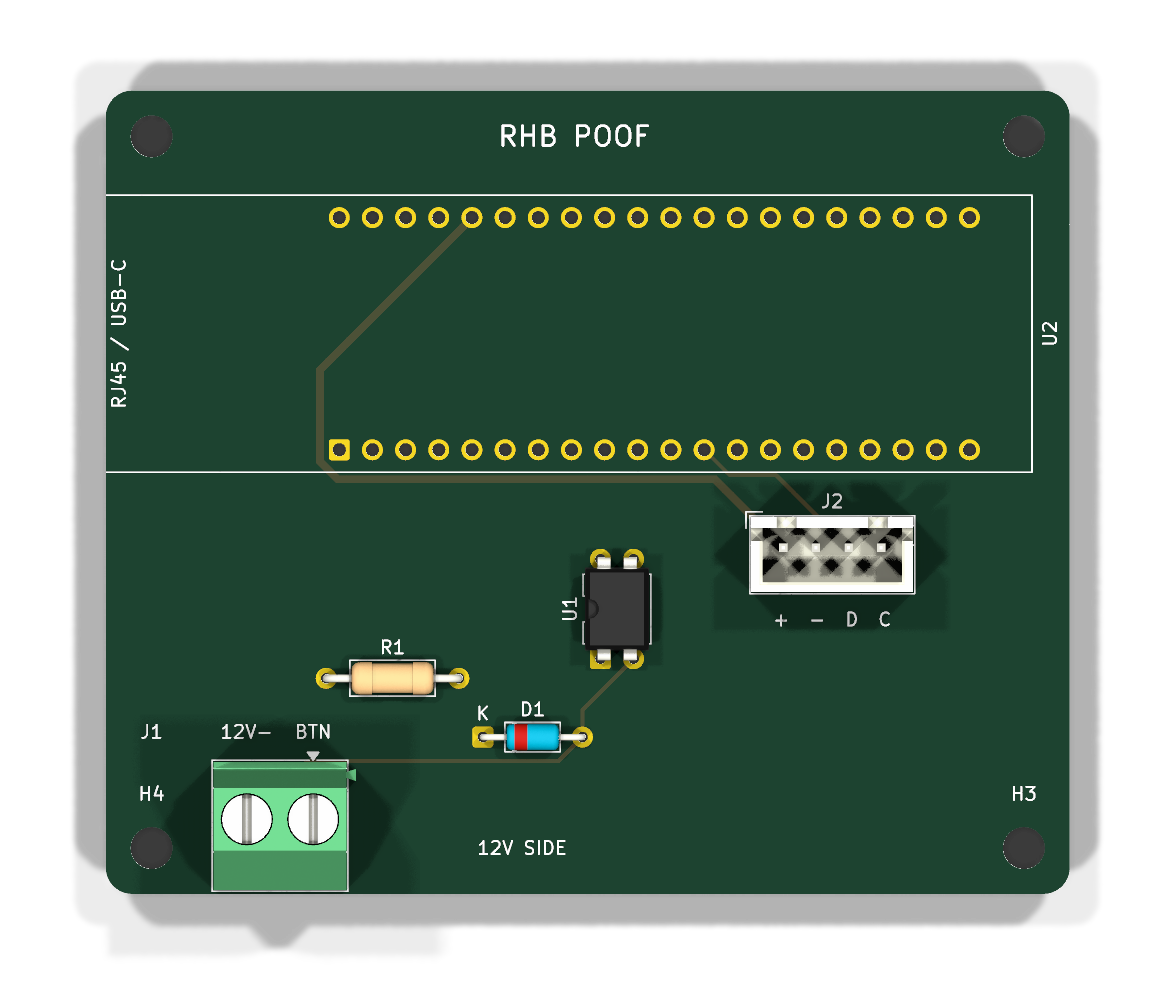 RHB POOF
RJ45 / USB-C
U2
J2
+ - D C
U1
R1
K
D1
J1
12V- BTN
H4
H3
12V SIDE